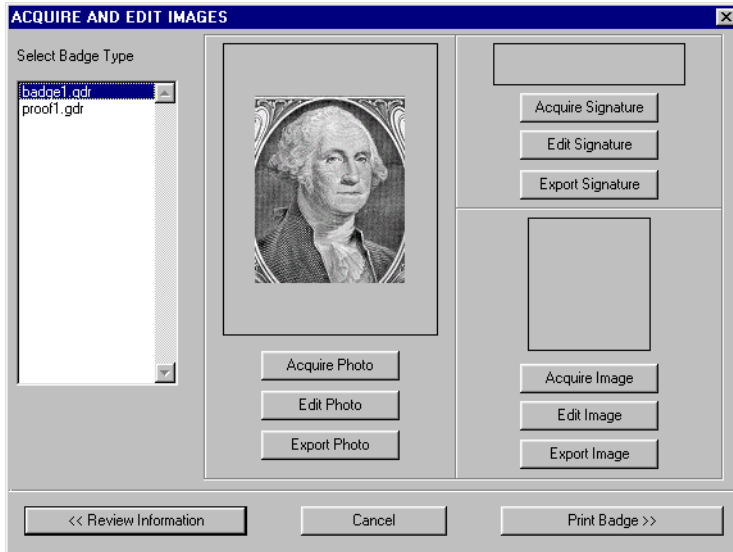 ACQUIRE AND EDIT IMAGES
Select Badge Type
badge1.gdr
proof1.gdr
Acquire Photo
Edit Photo
Export Photo
Acquire Signature
Edit Signature
Export Signature
Acquire Image
Edit Image
Export Image
<< Review Information
Cancel
Print Badge >>